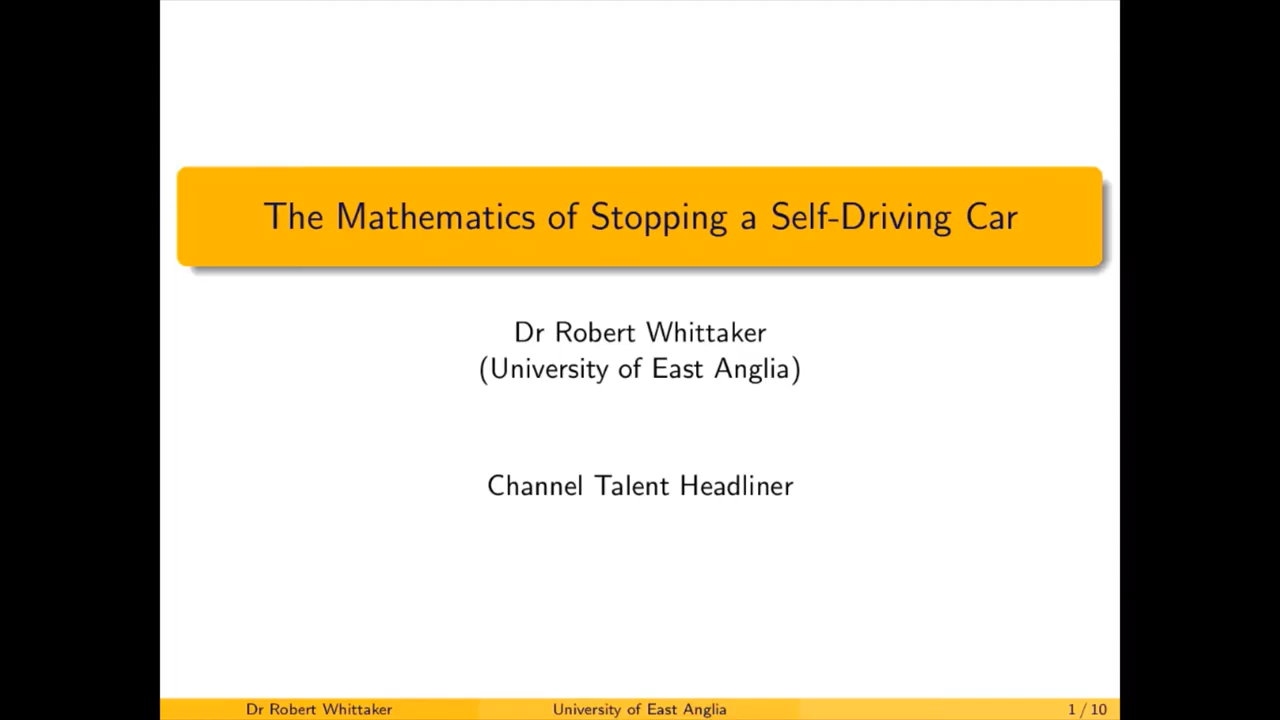 The Mathematics of Stopping a Self-Driving Car
Dr Robert Whittaker
(University of East Anglia)
Channel Talent Headliner
Dr Robert Whittaker University of East Anglia 1 / 10